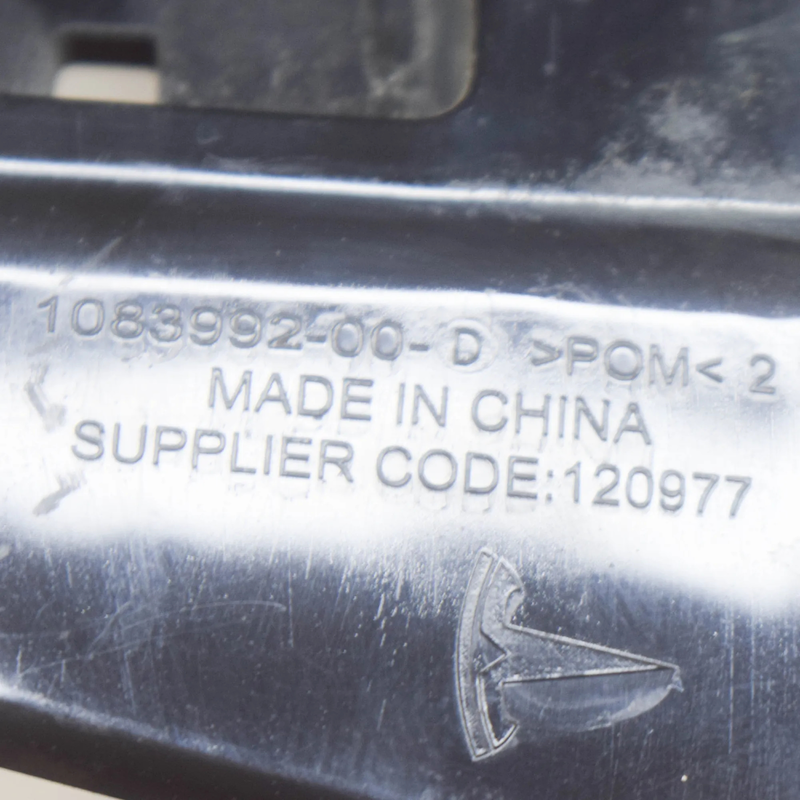 1083992-00-D >POM< 2
MADE IN CHINA
SUPPLIER CODE:120977